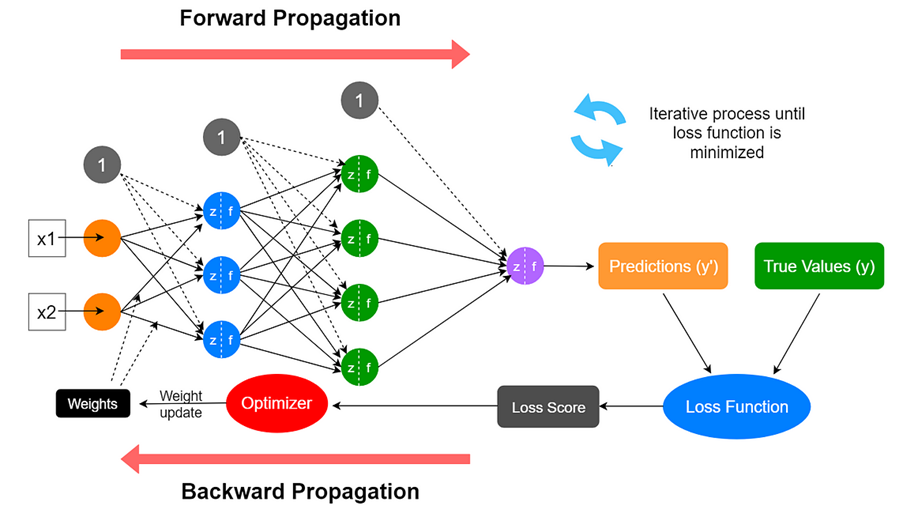 Forward Propagation
1
Iterative process until
loss function is
minimized
1
1
z f
z f
x1
z f
z f
Predictions (y')
True Values (y)
z f
z f
x2
z f
z f
Weights
Weight
update
Optimizer
Loss Score
Loss Function
Backward Propagation